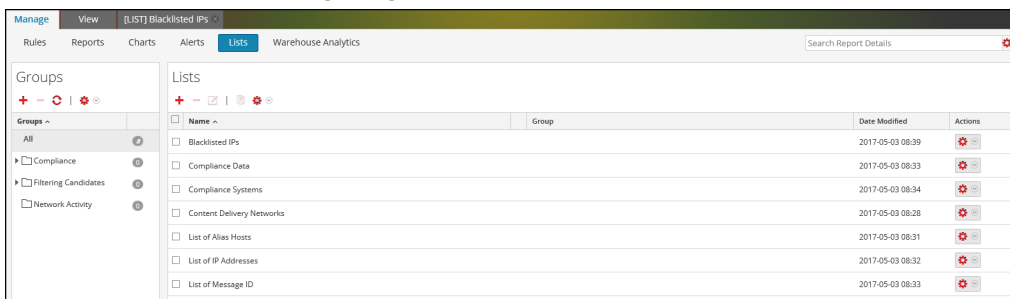 Manage View [LIST] Blacklisted IPs
Rules Reports Charts Alerts Lists Warehouse Analytics Search Report Details
Groups
Lists
Groups
Name Group Date Modified Actions
All
Blacklisted IPs 2017-05-03 08:39
Compliance 0
Compliance Data 2017-05-03 08:33
Filtering Candidates 0
Compliance Systems 2017-05-03 08:34
Network Activity 0
Content Delivery Networks 2017-05-03 08:28
List of Alias Hosts 2017-05-03 08:31
List of IP Addresses 2017-05-03 08:32
List of Message ID 2017-05-03 08:33